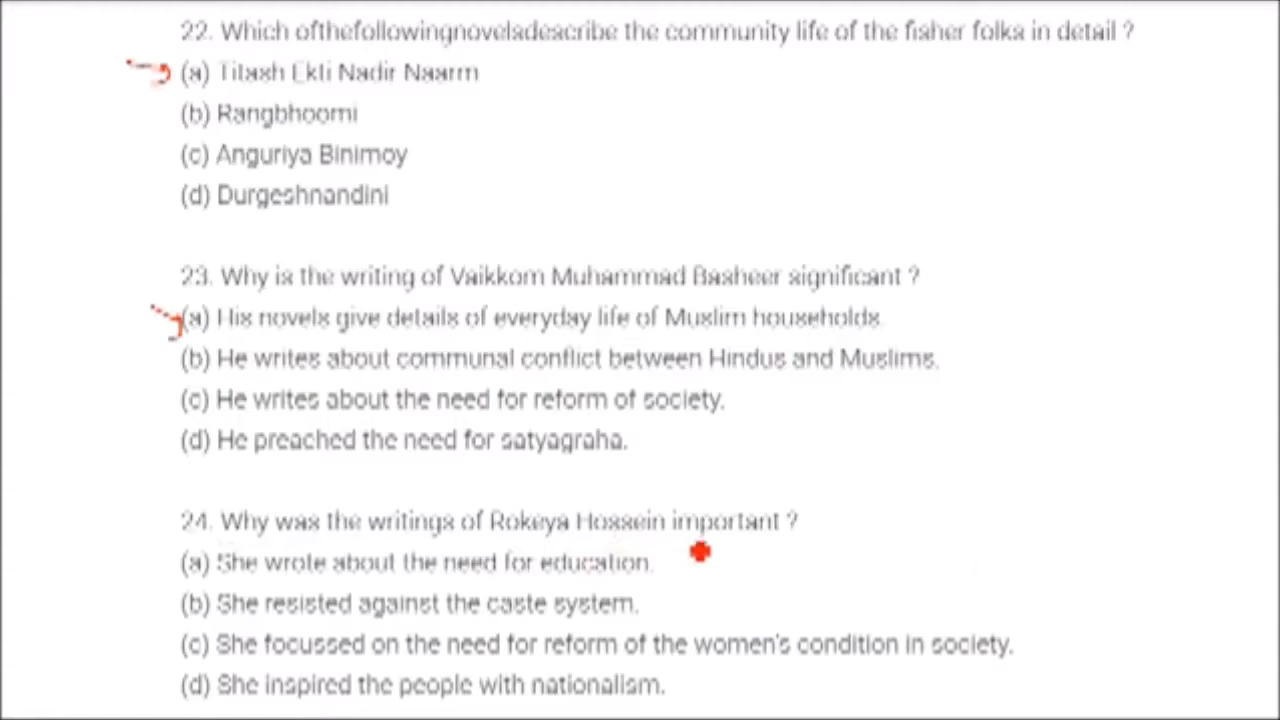 22. Which ofthefollowingnovelsdescribe the community life of the fisher folks in detail ?
(a) Titash Ekti Nadir Naarm
(b) Rangbhoomi
(c) Anguriya Binimoy
(d) Durgeshnandini
23. Why is the writing of Vaikkom Muhammad Basheer significant ?
(a) His novels give details of everyday life of Muslim households.
(b) He writes about communal conflict between Hindus and Muslims.
(c) He writes about the need for reform of society.
(d) He preached the need for satyagraha.
24. Why was the writings of Rokeya Hossein important ?
(a) She wrote about the need for education.
(b) She resisted against the caste system.
(c) She focussed on the need for reform of the women's condition in society.
(d) She inspired the people with nationalism.